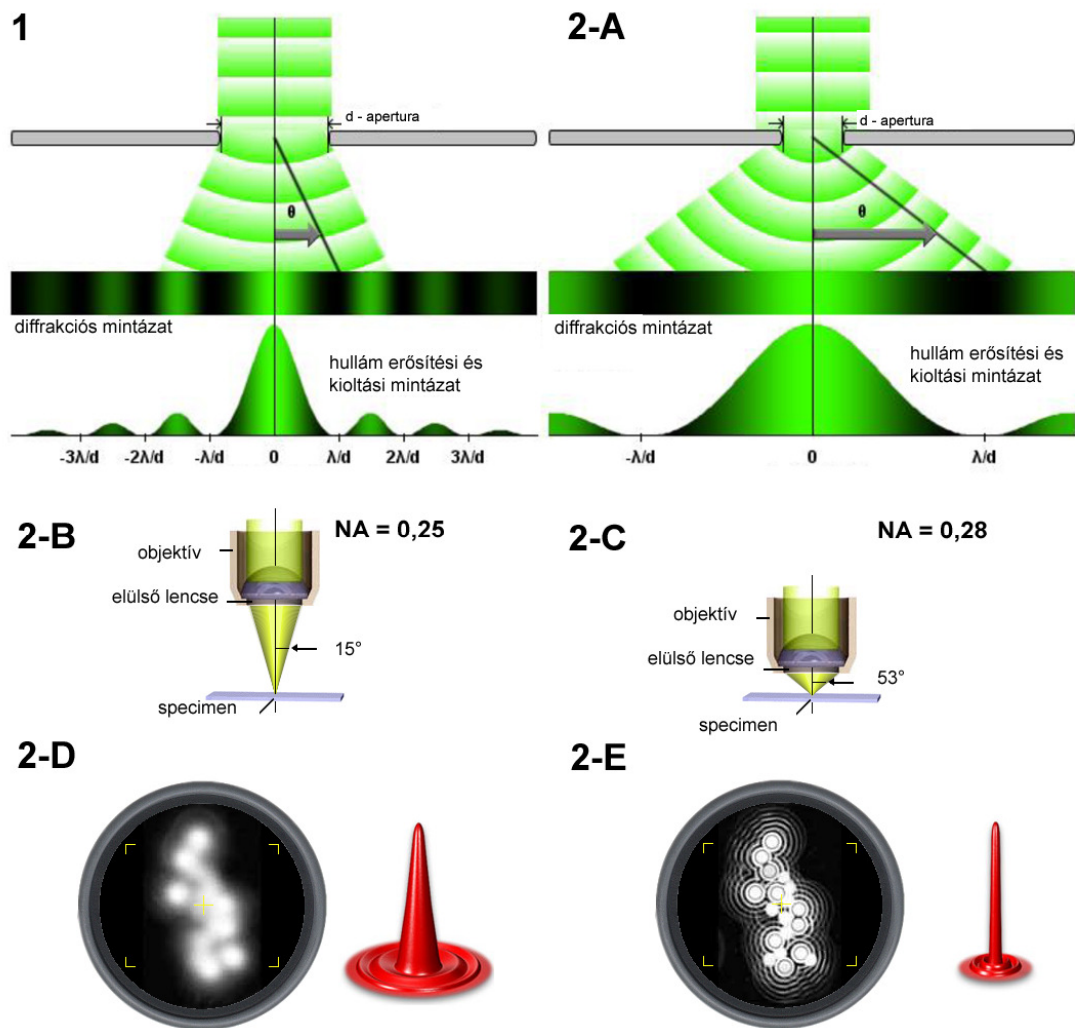 1
d - apertura
θ
diffrakciós mintázat
hullám erősítési és
kioltási mintázat
-3λ/d -2λ/d -λ/d 0 λ/d 2λ/d 3λ/d
2-A
d - apertura
θ
diffrakciós mintázat
hullám erősítési és
kioltási mintázat
-λ/d 0 λ/d
2-B
NA = 0,25
objektív
elülső lencse
15°
specimen
2-C
NA = 0,28
objektív
elülső lencse
53°
specimen
2-D
2-E